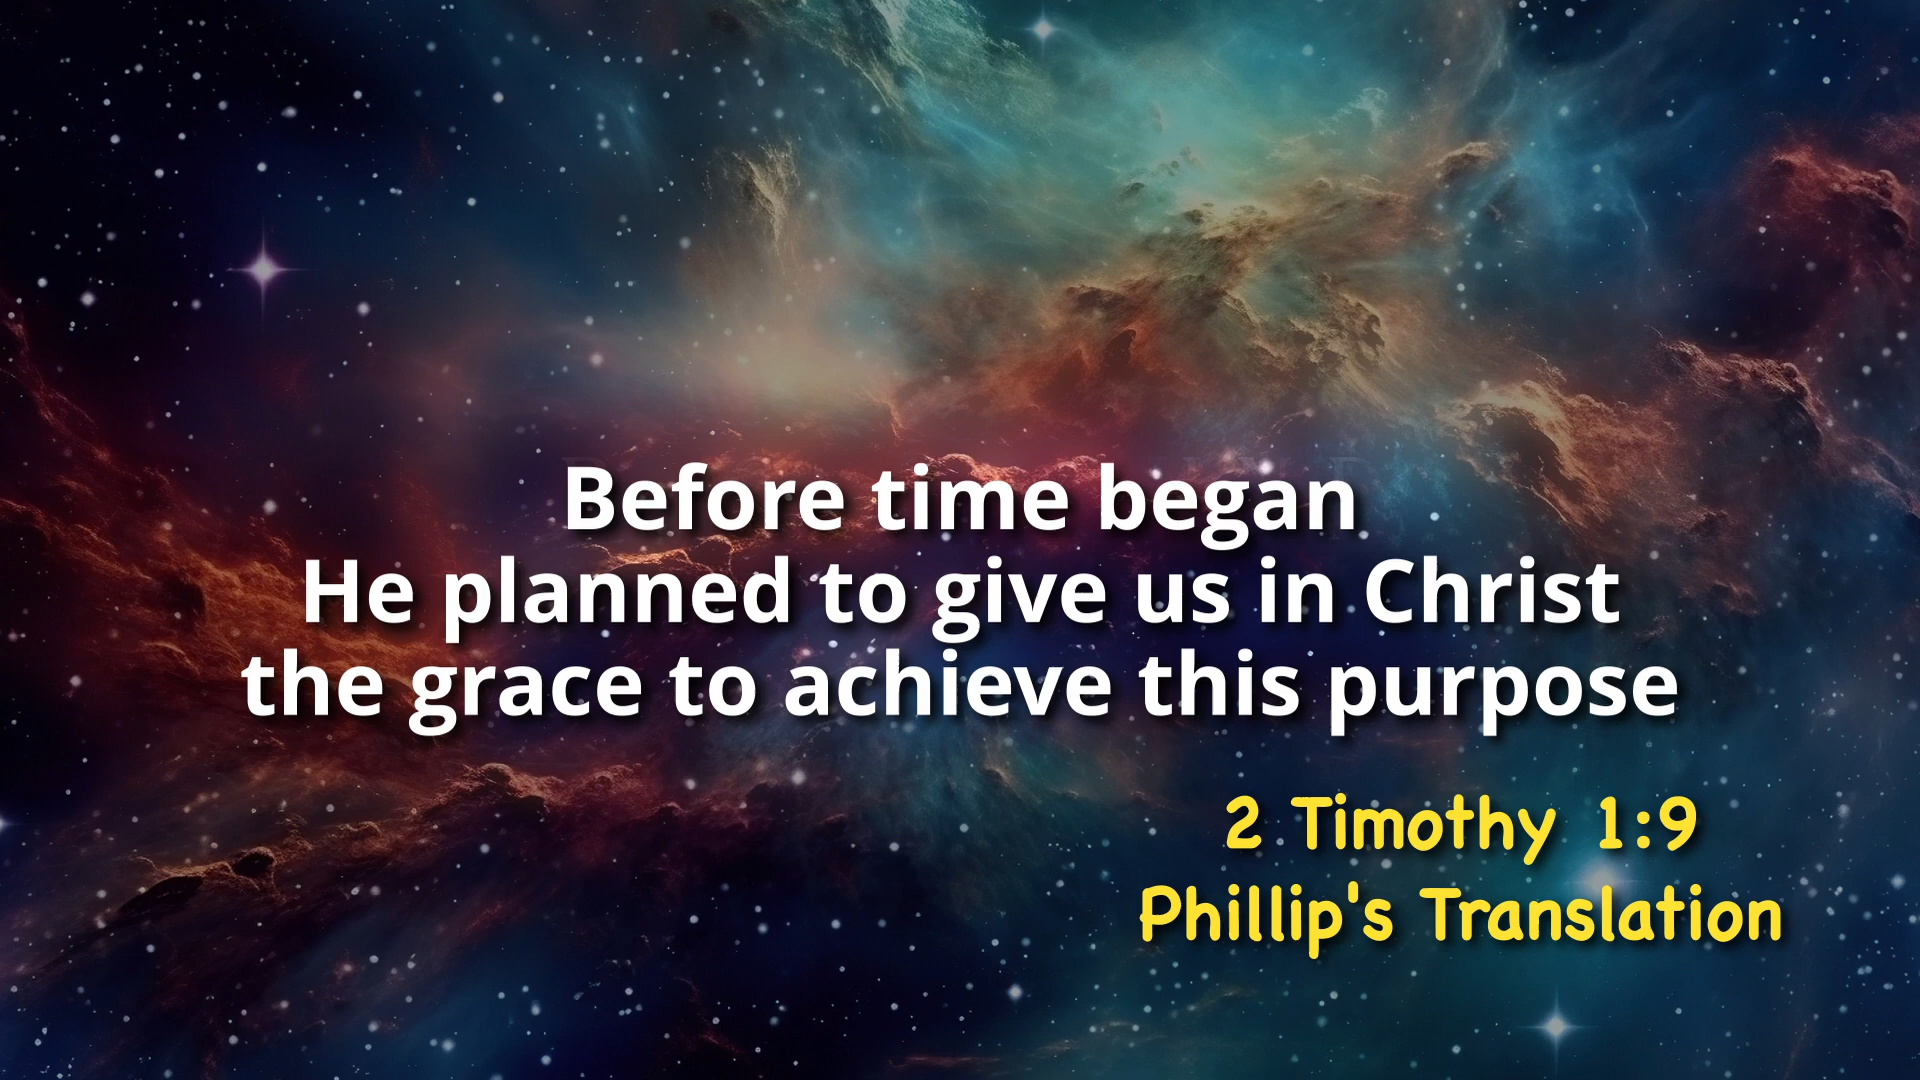 Before time began
He planned to give us in Christ
the grace to achieve this purpose
2 Timothy 1:9
Phillip's Translation